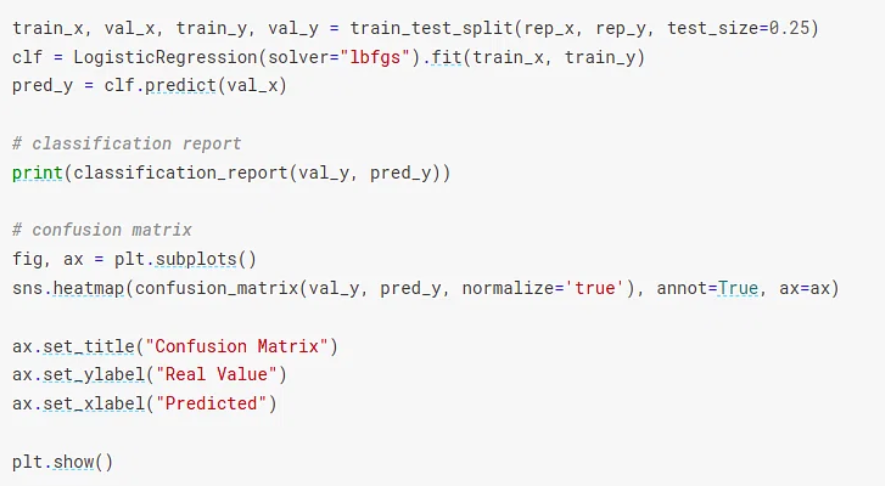 train_x, val_x, train_y, val_y = train_test_split(rep_x, rep_y, test_size=0.25)
clf = LogisticRegression(solver="lbfgs").fit(train_x, train_y)
pred_y = clf.predict(val_x)
# classification report
print(classification_report(val_y, pred_y))
# confusion matrix
fig, ax = plt.subplots()
sns.heatmap(confusion_matrix(val_y, pred_y, normalize='true'), annot=True, ax=ax)
ax.set_title("Confusion Matrix")
ax.set_ylabel("Real Value")
ax.set_xlabel("Predicted")
plt.show()